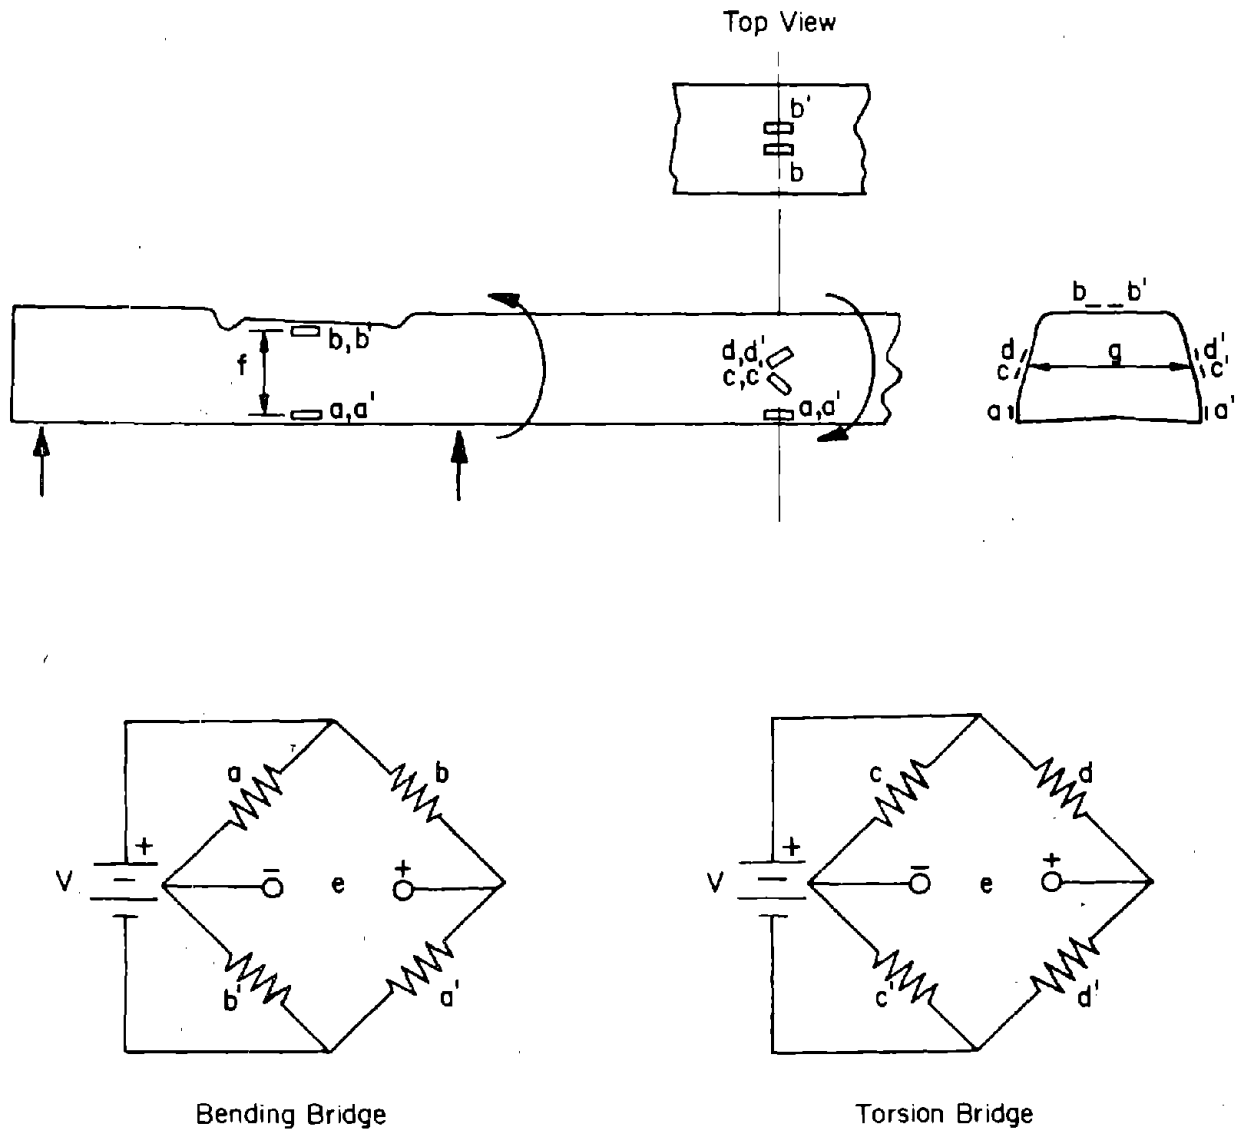 Top View
b'
b
b b'
f
b, b'
a, a'
d, d'
c, c'
a, a'
d
c
g
d'
c'
a
a'
a
b
+
V
–
–
e
+
b'
a'
c
d
+
V
–
–
e
+
c'
d'
Bending Bridge
Torsion Bridge